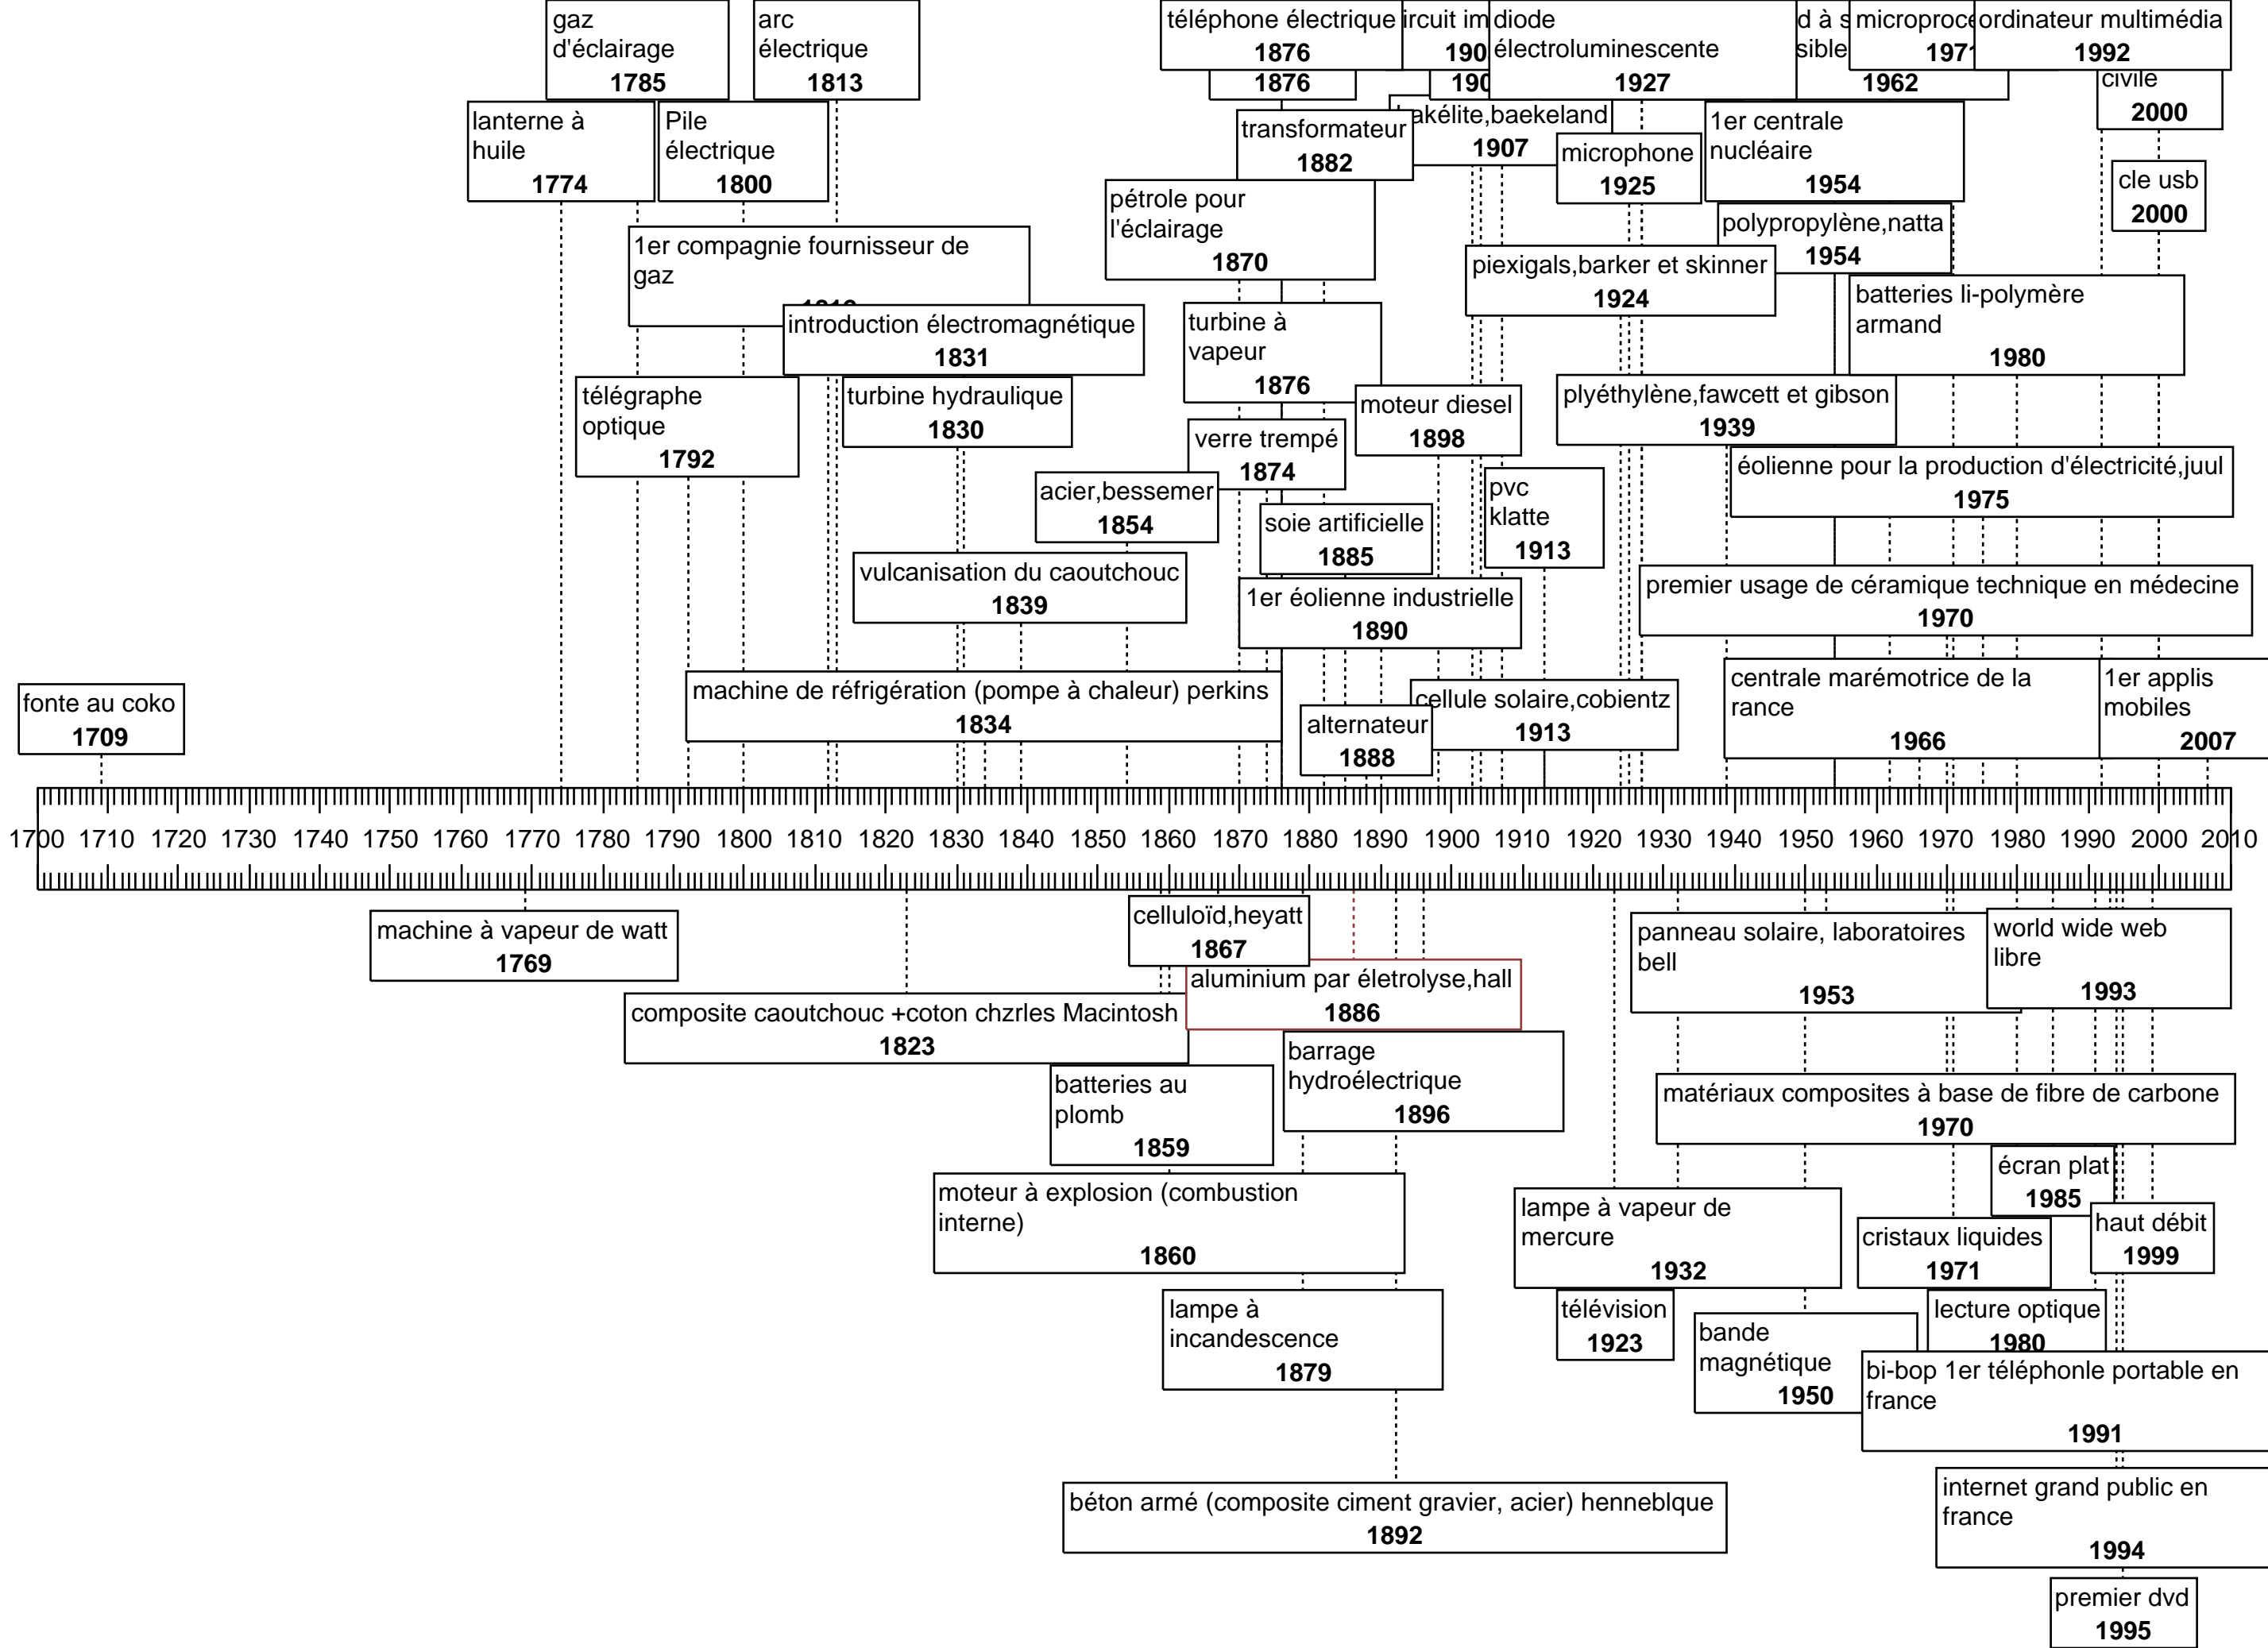 gaz
d'éclairage
1785
arc
électrique
1813
téléphone électrique
1876
1876
diode
électroluminescente
1927
1962
ordinateur multimédia
1992
civile
2000
lanterne à
huile
1774
Pile
électrique
1800
transformateur
1882
1907
microphone
1925
1er centrale
nucléaire
1954
cle usb
2000
pétrole pour
l'éclairage
1870
polypropylène,natta
1954
1er compagnie fournisseur de
gaz
piexigals,barker et skinner
1924
batteries li-polymère
armand
1980
introduction électromagnétique
1831
turbine à
vapeur
1876
télégraphe
optique
1792
turbine hydraulique
1830
moteur diesel
1898
plyéthylène,fawcett et gibson
1939
verre trempé
1874
éolienne pour la production d'électricité,juul
1975
acier,bessemer
1854
pvc
klatte
1913
soie artificielle
1885
vulcanisation du caoutchouc
1839
1er éolienne industrielle
1890
premier usage de céramique technique en médecine
1970
fonte au coko
1709
machine de réfrigération (pompe à chaleur) perkins
1834
alternateur
1888
cellule solaire,cobientz
1913
centrale marémotrice de la
rance
1966
1er applis
mobiles
2007
1700 1710 1720 1730 1740 1750 1760 1770 1780 1790 1800 1810 1820 1830 1840 1850 1860 1870 1880 1890 1900 1910 1920 1930 1940 1950 1960 1970 1980 1990 2000 2010
machine à vapeur de watt
1769
celluloïd,heyatt
1867
panneau solaire, laboratoires
bell
1953
world wide web
libre
1993
aluminium par életrolyse,hall
1886
composite caoutchouc +coton chzrles Macintosh
1823
barrage
hydroélectrique
1896
batteries au
plomb
1859
matériaux composites à base de fibre de carbone
1970
écran plat
1985
moteur à explosion (combustion
interne)
1860
lampe à vapeur de
mercure
1932
cristaux liquides
1971
haut débit
1999
lampe à
incandescence
1879
télévision
1923
bande
magnétique
1950
lecture optique
1980
bi-bop 1er téléphonle portable en
france
1991
béton armé (composite ciment gravier, acier) henneblque
1892
internet grand public en
france
1994
premier dvd
1995